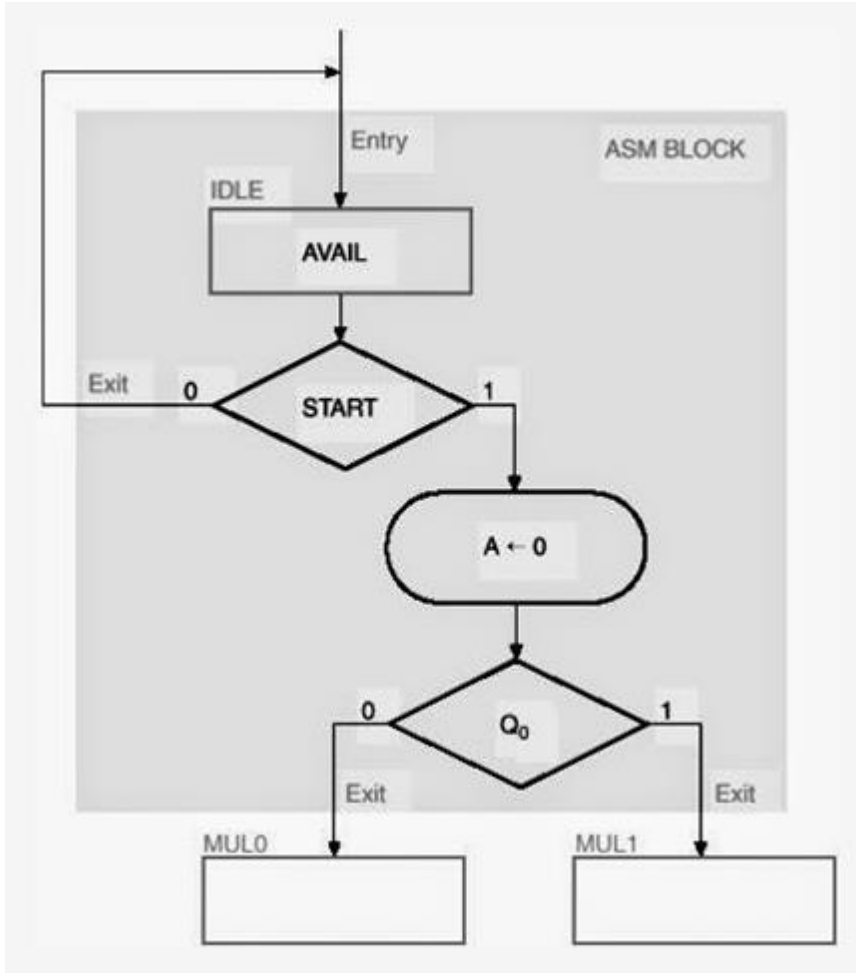 Entry
ASM BLOCK
IDLE
AVAIL
Exit
0
START
1
A ← 0
0
Q₀
1
Exit
Exit
MUL0
MUL1